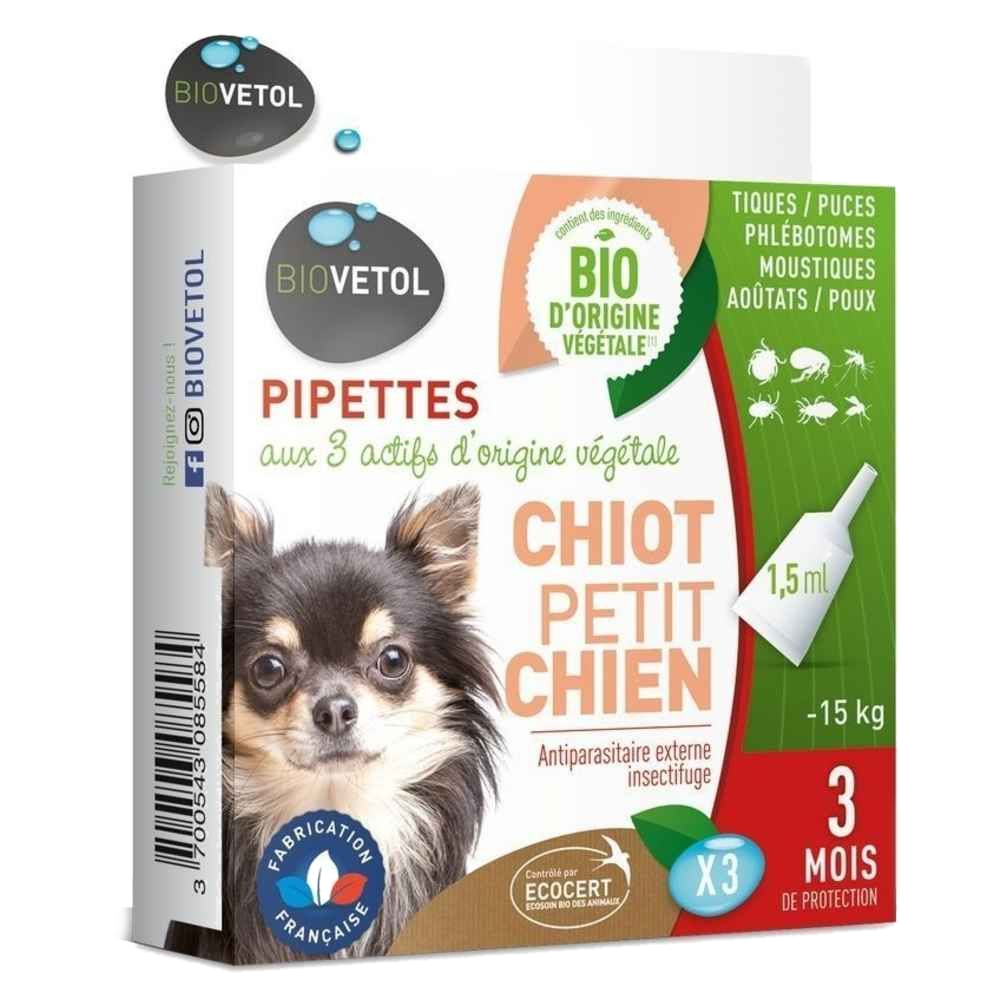 BIOVETOL
BIOVETOL
contient des ingrédients
BIO
D'ORIGINE
VÉGÉTALE[1]
TIQUES / PUCES
PHLÉBOTOMES
MOUSTIQUES
AOÛTATS / POUX
PIPETTES
aux 3 actifs d'origine végétale
CHIOT
PETIT
CHIEN
Antiparasitaire externe
insectifuge
1,5 ml
-15 kg
3
MOIS
DE PROTECTION
X3
Contrôlé par
ECOCERT
ECOSOIN BIO DES ANIMAUX
FABRICATION
FRANÇAISE
Rejoignez-nous !
f BIOVETOL
3 700543 085584